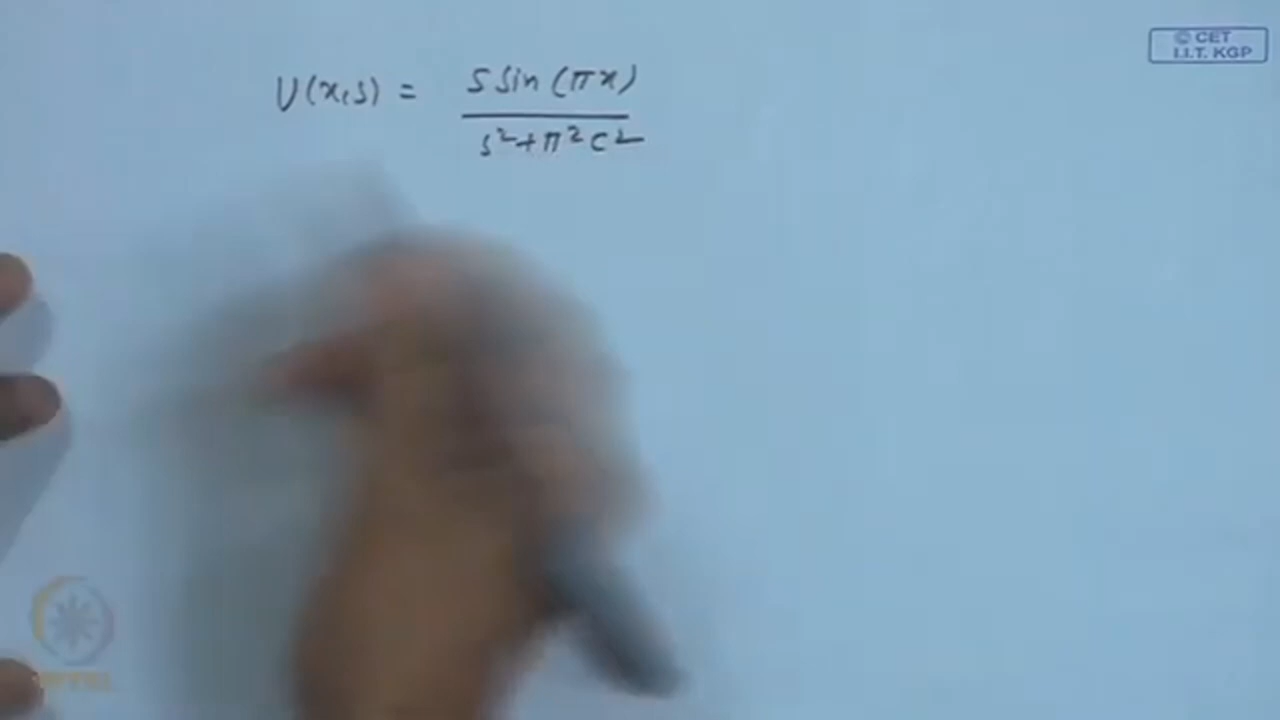 © CET
I.I.T. KGP
U(x,s) = s sin (πx)
s²+π²c²